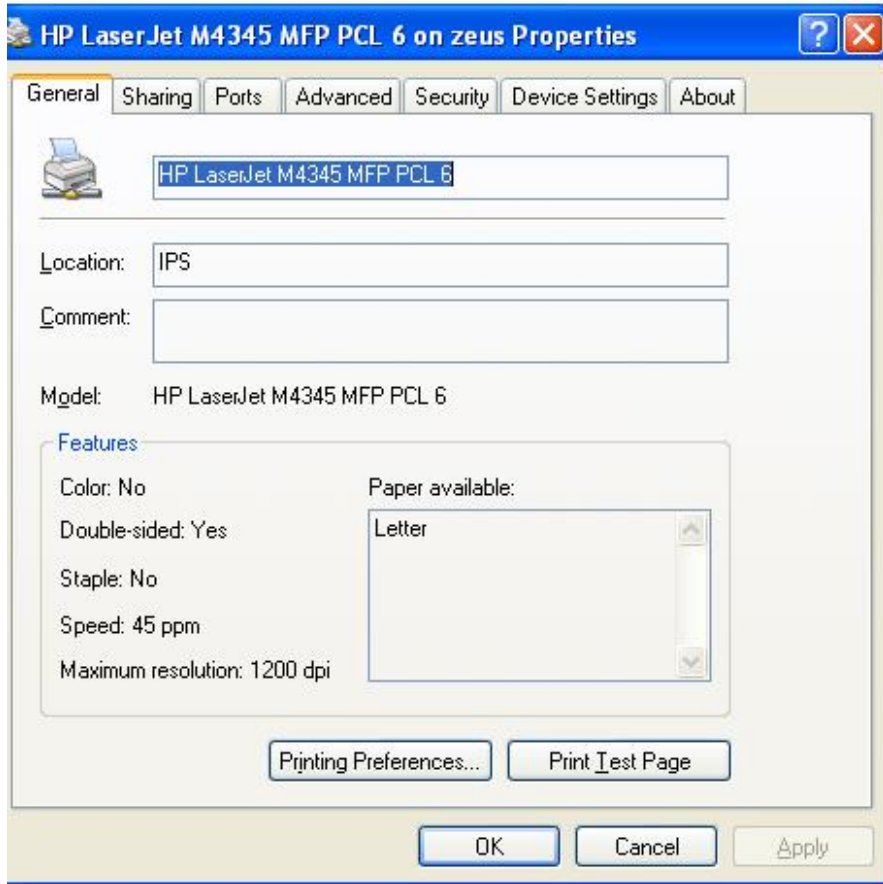 HP LaserJet M4345 MFP PCL 6 on zeus Properties
General Sharing Ports Advanced Security Device Settings About
HP LaserJet M4345 MFP PCL 6
Location: IPS
Comment:
Model: HP LaserJet M4345 MFP PCL 6
Features
Color: No Paper available:
Double-sided: Yes Letter
Staple: No
Speed: 45 ppm
Maximum resolution: 1200 dpi
Printing Preferences... Print Test Page
OK Cancel Apply